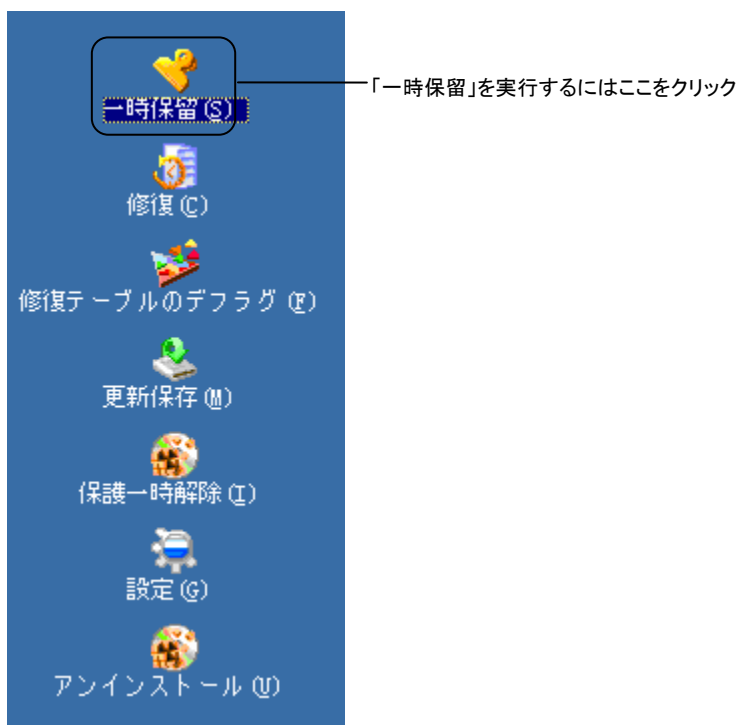 一時保留(S)
「一時保留」を実行するにはここをクリック
修復(C)
修復テーブルのデフラグ(F)
更新保存(M)
保護一時解除(I)
設定(G)
アンインストール(U)